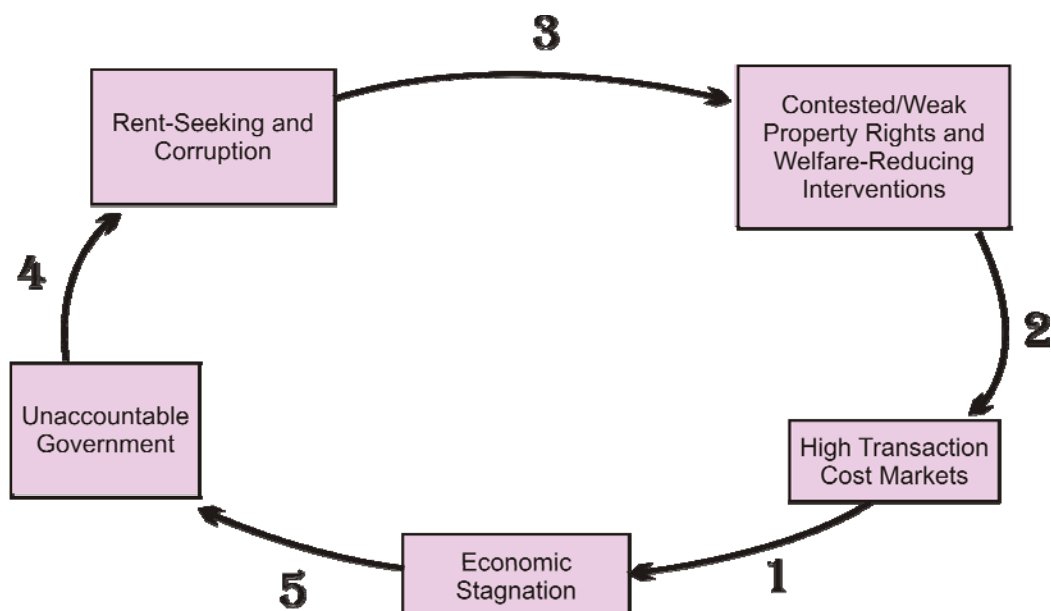 3
Rent-Seeking and
Corruption
Contested/Weak
Property Rights and
Welfare-Reducing
Interventions
4
2
Unaccountable
Government
High Transaction
Cost Markets
Economic
Stagnation
5
1